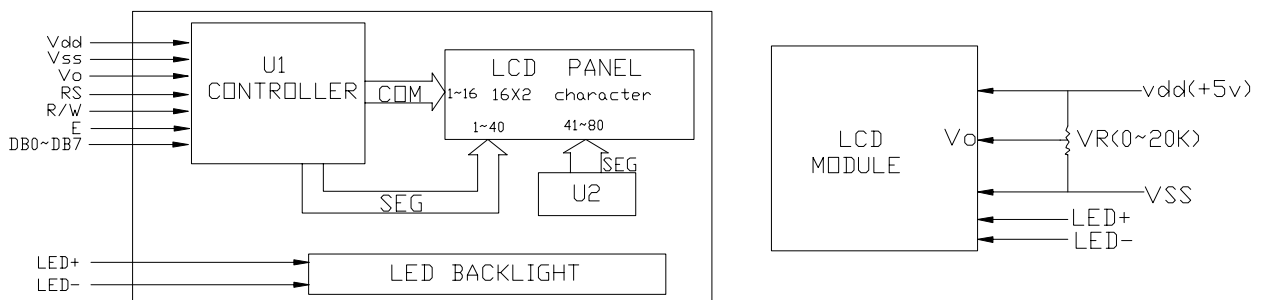 Vdd
Vss
Vo
RS
R/W
E
DB0~DB7
U1
CONTROLLER
COM
LCD PANEL
1~16 16X2 character
1~40 41~80
SEG
U2
SEG
LED+
LED-
LED BACKLIGHT
LCD
MODULE
Vo
vdd(+5v)
VR(0~20K)
VSS
LED+
LED-